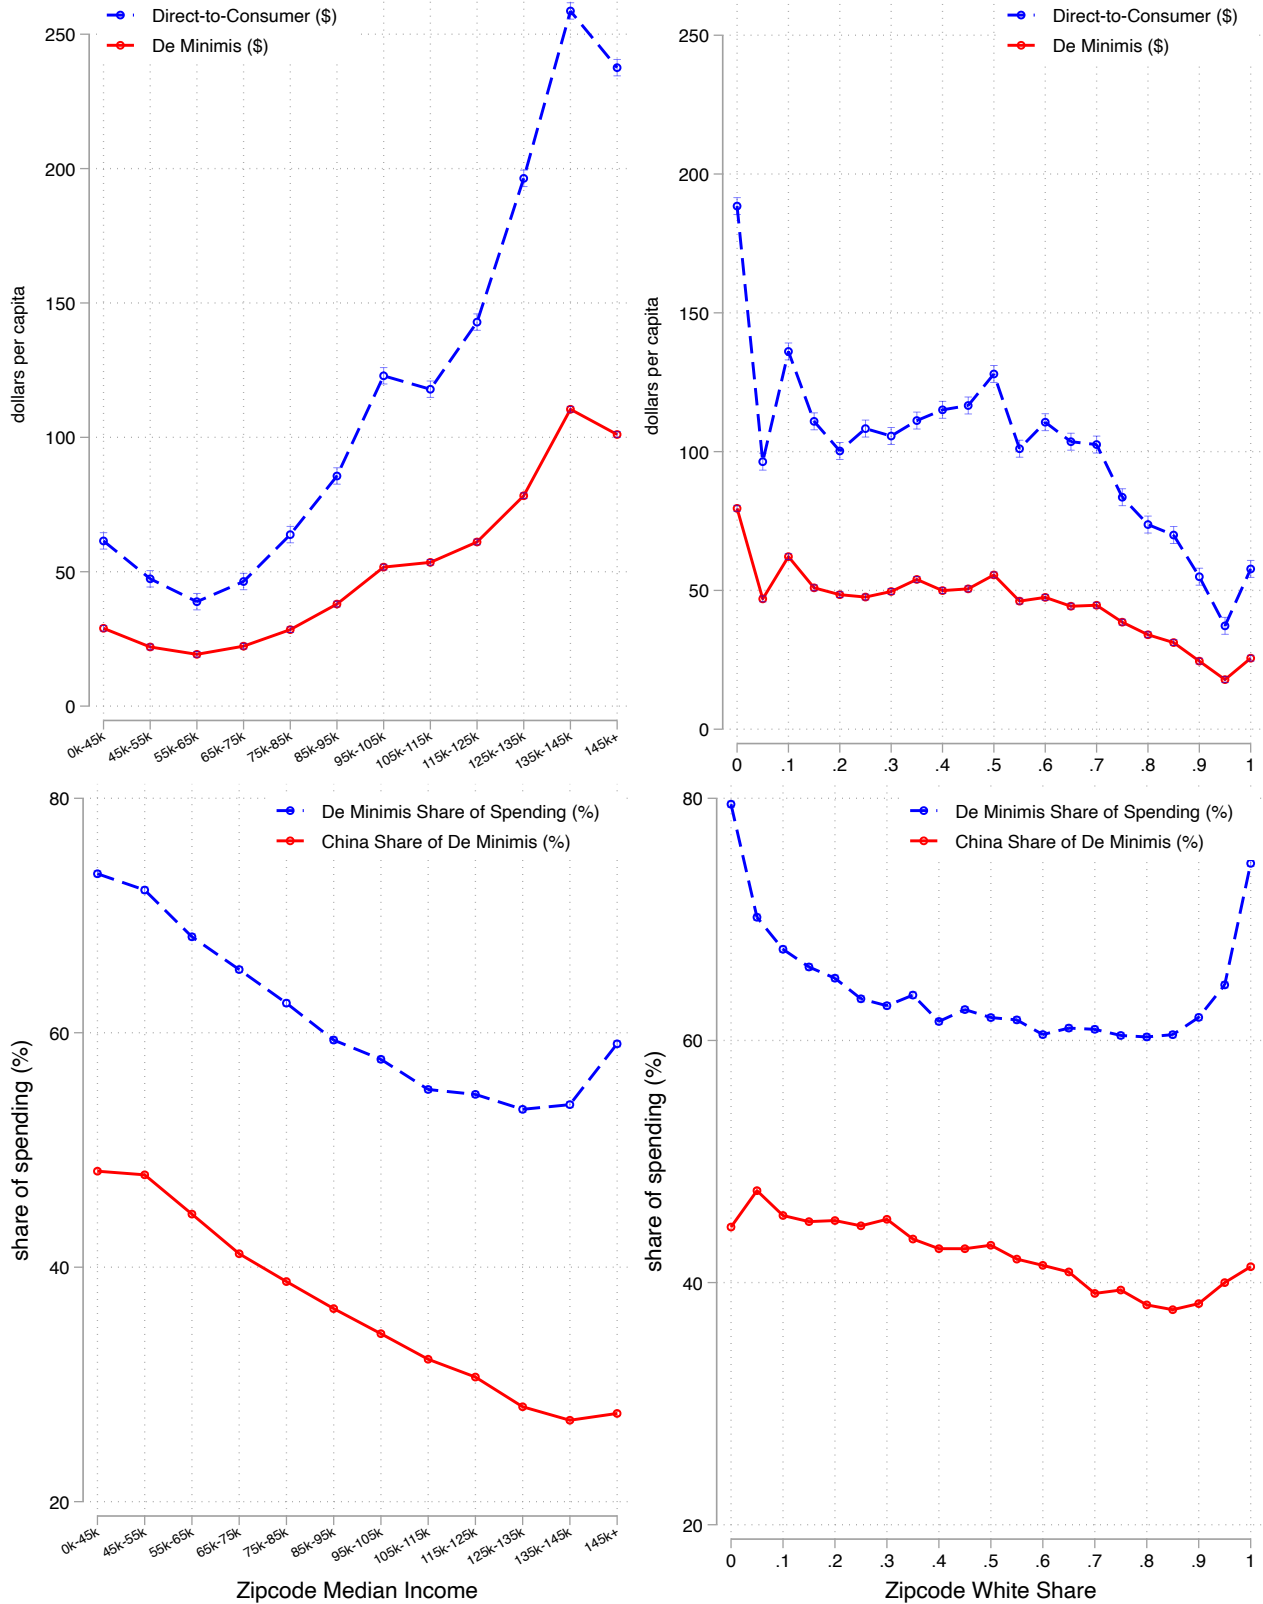 Direct-to-Consumer ($)
De Minimis ($)
250
200
150
100
50
0
dollars per capita
0k-45k
45k-55k
55k-65k
65k-75k
75k-85k
85k-95k
95k-105k
105k-115k
115k-125k
125k-135k
135k-145k
145k+
Direct-to-Consumer ($)
De Minimis ($)
250
200
150
100
50
0
dollars per capita
0 .1 .2 .3 .4 .5 .6 .7 .8 .9 1
De Minimis Share of Spending (%)
China Share of De Minimis (%)
80
60
40
20
share of spending (%)
0k-45k
45k-55k
55k-65k
65k-75k
75k-85k
85k-95k
95k-105k
105k-115k
115k-125k
125k-135k
135k-145k
145k+
Zipcode Median Income
De Minimis Share of Spending (%)
China Share of De Minimis (%)
80
60
40
20
share of spending (%)
0 .1 .2 .3 .4 .5 .6 .7 .8 .9 1
Zipcode White Share